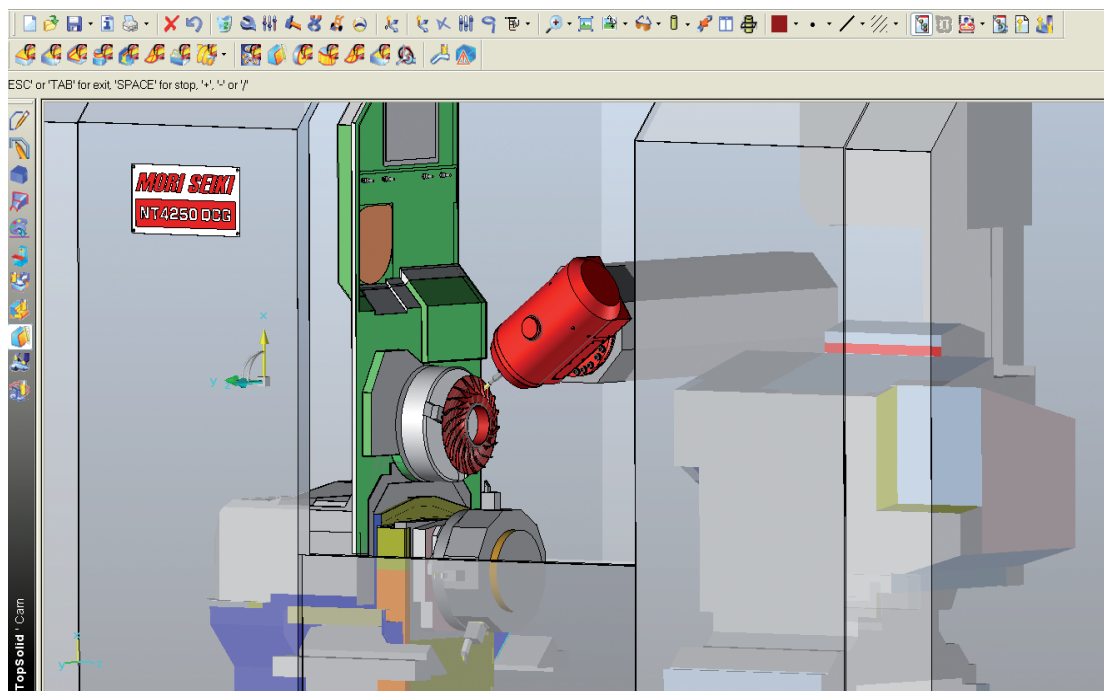 ESC' or 'TAB' for exit, 'SPACE' for stop, '+', '-' or '/'
MORI SEIKI
NT4250 DCG
x
y
z
TopSolid ' Cam
x
y
z